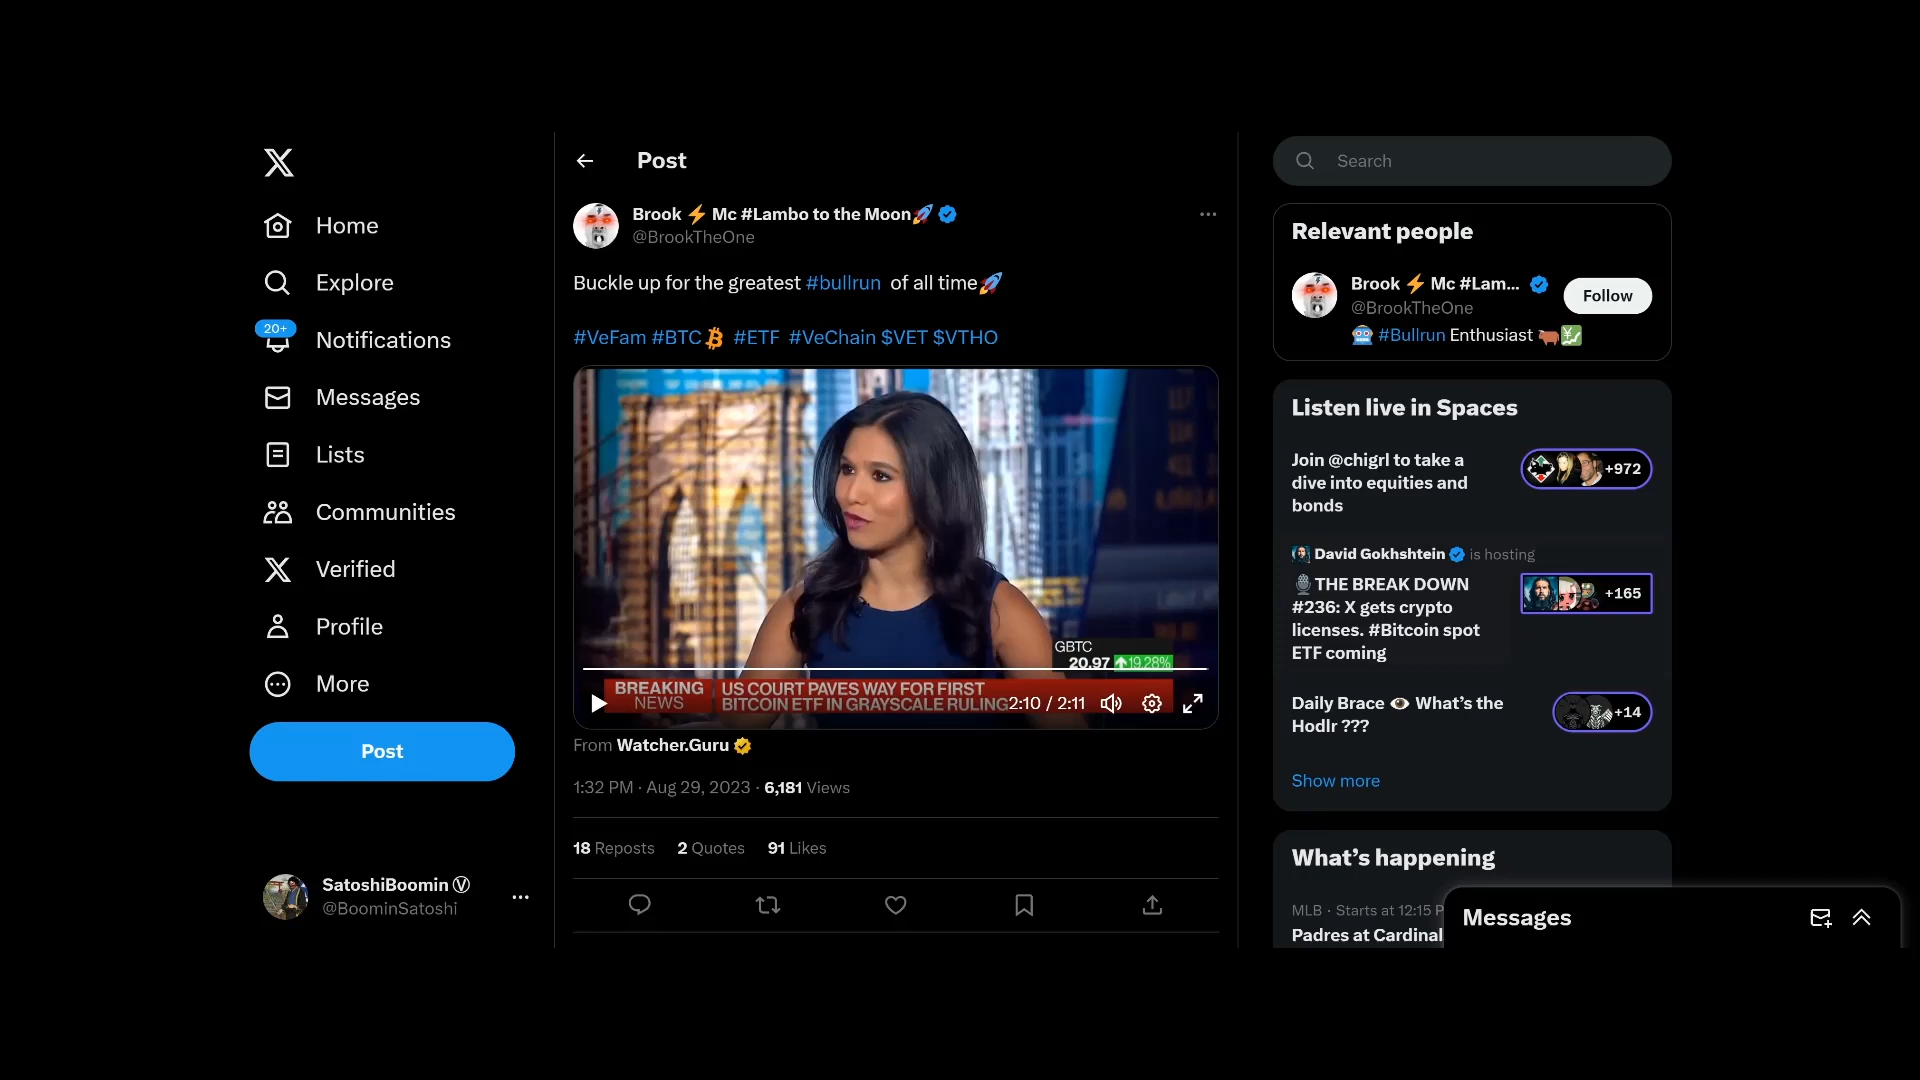 Home
Explore
20+
Notifications
Messages
Lists
Communities
Verified
Profile
More
Post
SatoshiBoomin Ⓥ
@BoominSatoshi
Post
Brook ⚡ Mc #Lambo to the Moon🚀
@BrookTheOne
Buckle up for the greatest #bullrun of all time🚀
#VeFam #BTC #ETF #VeChain $VET $VTHO
GBTC
20.97 19.28%
BREAKING NEWS
US COURT PAVES WAY FOR FIRST
BITCOIN ETF IN GRAYSCALE RULING
2:10 / 2:11
From Watcher.Guru
1:32 PM · Aug 29, 2023 · 6,181 Views
18 Reposts 2 Quotes 91 Likes
Search
Relevant people
Brook ⚡ Mc #Lam...
@BrookTheOne
Follow
🤖 #Bullrun Enthusiast 🐂💹
Listen live in Spaces
Join @chigrl to take a
dive into equities and
bonds
+972
David Gokhshtein is hosting
🎙️THE BREAK DOWN
#236: X gets crypto
licenses. #Bitcoin spot
ETF coming
+165
Daily Brace 👁️ What's the
Hodlr ???
+14
Show more
What's happening
MLB · Starts at 12:15 P
Padres at Cardinal
Messages